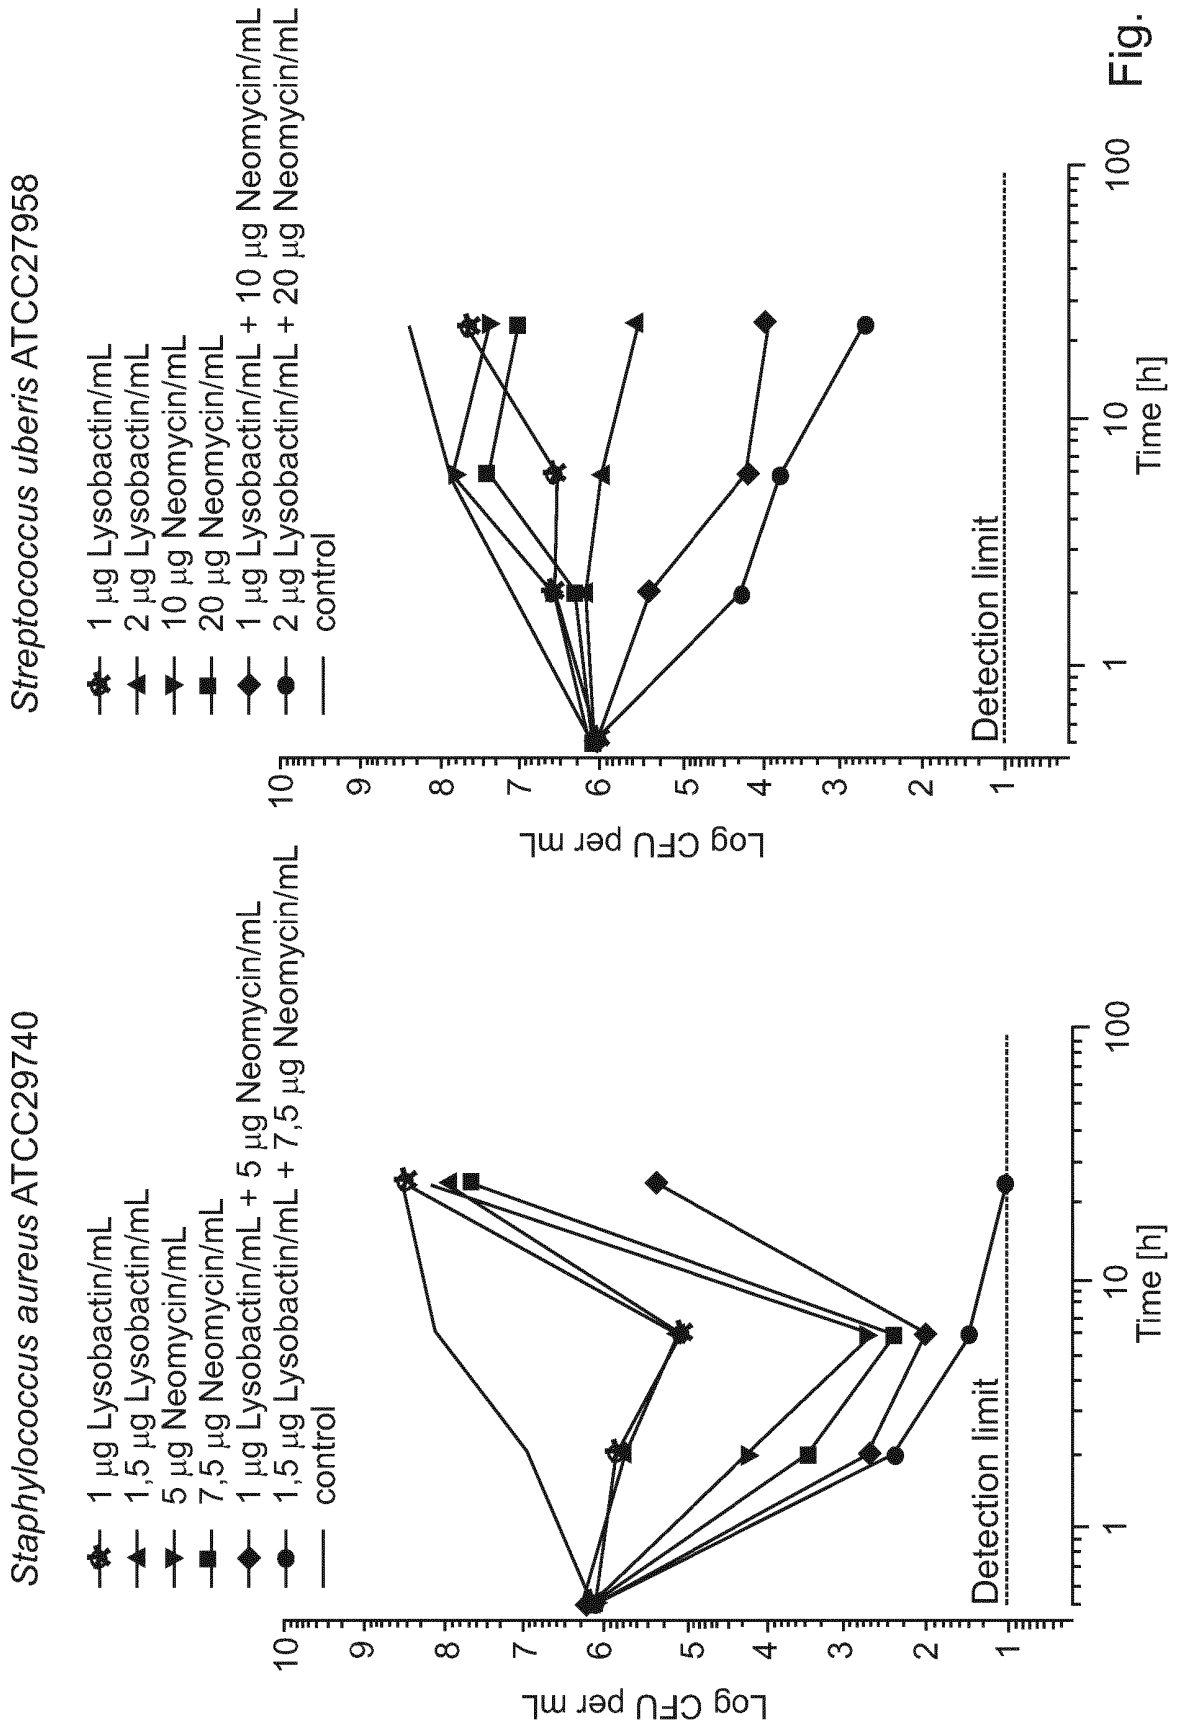 Staphylococcus aureus ATCC29740
1 µg Lysobactin/mL
1,5 µg Lysobactin/mL
5 µg Neomycin/mL
7,5 µg Neomycin/mL
1 µg Lysobactin/mL + 5 µg Neomycin/mL
1,5 µg Lysobactin/mL + 7,5 µg Neomycin/mL
control
10
9
8
7
6
5
4
3
2
1
Log CFU per mL
Detection limit
1
10
100
Time [h]
Streptococcus uberis ATCC27958
1 µg Lysobactin/mL
2 µg Lysobactin/mL
10 µg Neomycin/mL
20 µg Neomycin/mL
1 µg Lysobactin/mL + 10 µg Neomycin/mL
2 µg Lysobactin/mL + 20 µg Neomycin/mL
control
10
9
8
7
6
5
4
3
2
1
Log CFU per mL
Detection limit
1
10
100
Time [h]
Fig.